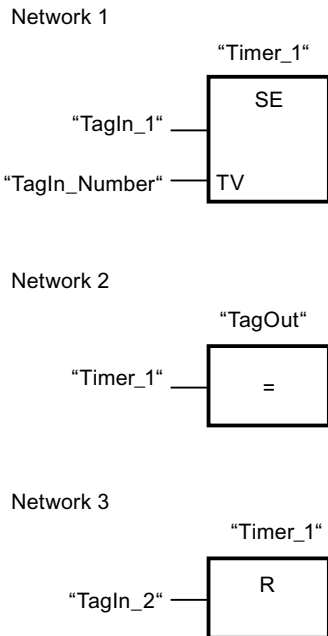 Network 1
“Timer_1“
SE
“TagIn_1“
“TagIn_Number“
TV
Network 2
“TagOut“
“Timer_1“
=
Network 3
“Timer_1“
R
“TagIn_2“